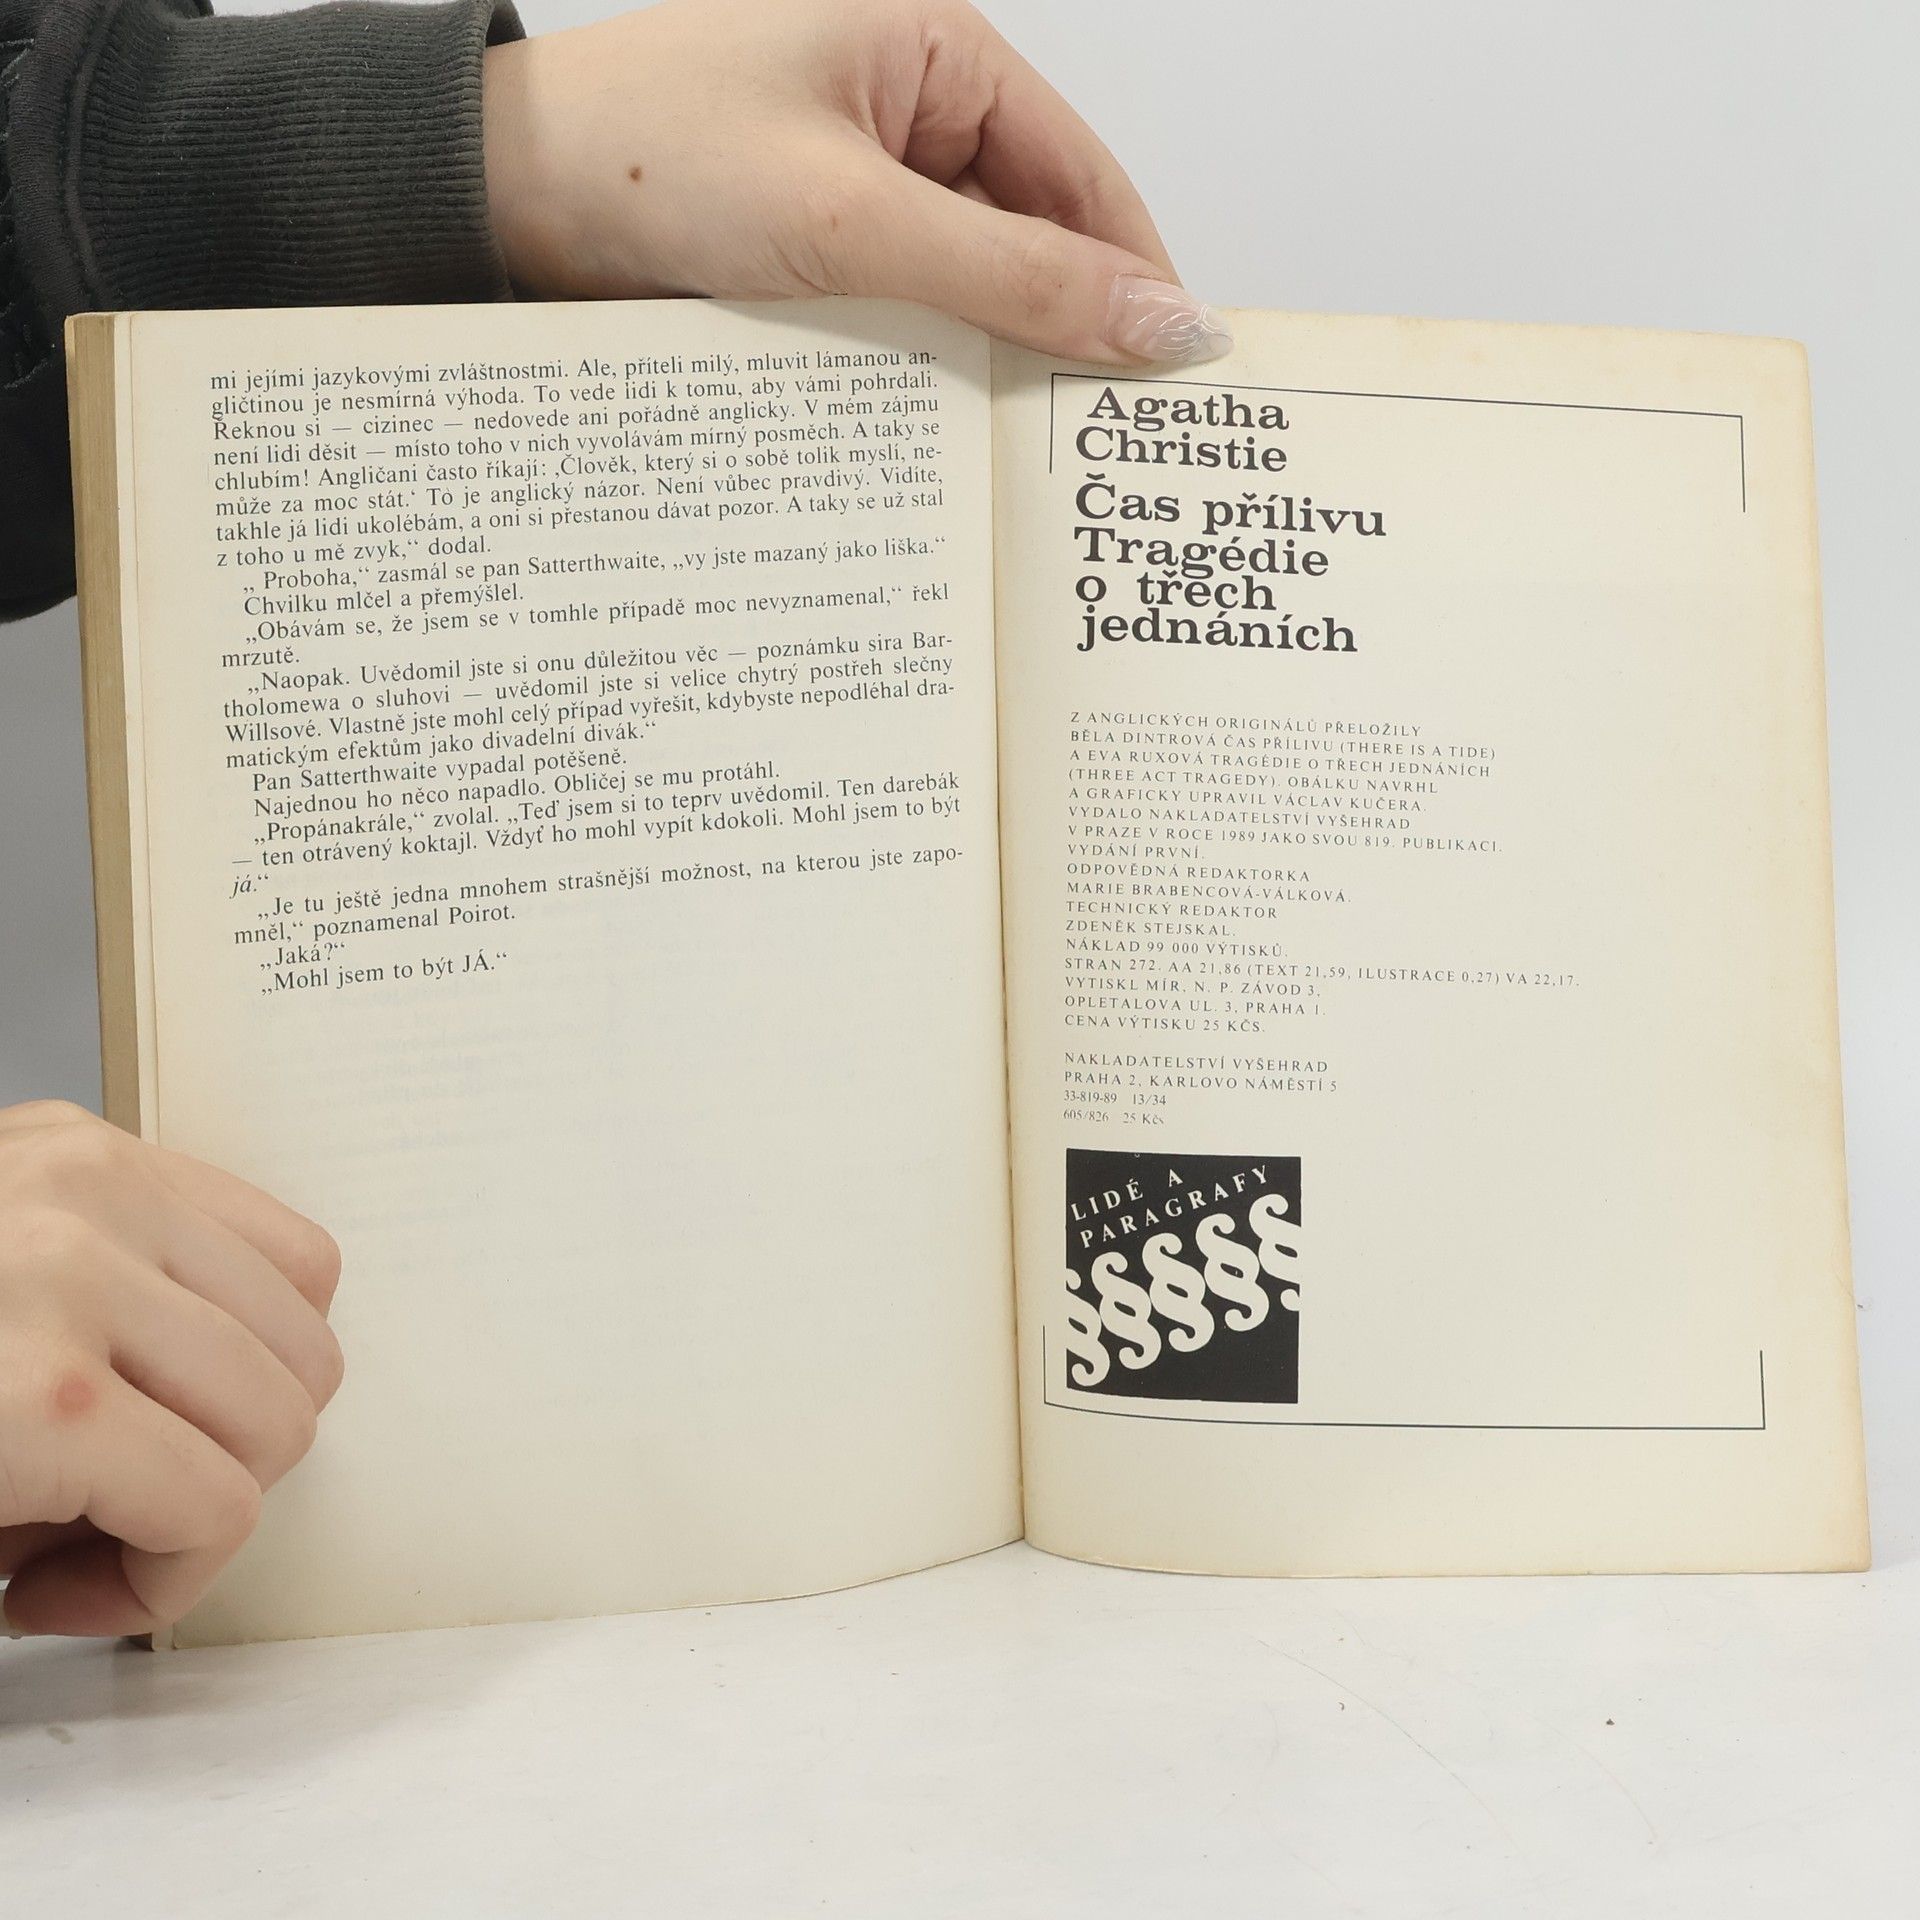 mi jejími jazykovými zvláštnostmi. Ale, příteli milý, mluvit lámanou an-
gličtinou je nesmírná výhoda. To vede lidi k tomu, aby vámi pohrdali.
Řeknou si — cizinec — nedovede ani pořádně anglicky. V mém zájmu
není lidi děsit — místo toho v nich vyvolávám mírný posměch. A taky se
chlubím! Angličani často říkají: ‚Člověk, který si o sobě tolik myslí, ne-
může za moc stát.‘ To je anglický názor. Není vůbec pravdivý. Vidíte,
takhle já lidi ukolébám, a oni si přestanou dávat pozor. A taky se už stal
z toho u mě zvyk,“ dodal.
„ Proboha,“ zasmál se pan Satterthwaite, „vy jste mazaný jako liška.“
Chvilku mlčel a přemýšlel.
„Obávám se, že jsem se v tomhle případě moc nevyznamenal,“ řekl
mrzutě.
„Naopak. Uvědomil jste si onu důležitou věc — poznámku sira Bar-
tholomewa o sluhovi — uvědomil jste si velice chytrý postřeh slečny
Willsové. Vlastně jste mohl celý případ vyřešit, kdybyste nepodléhal dra-
matickým efektům jako divadelní divák.“
Pan Satterthwaite vypadal potěšeně.
Najednou ho něco napadlo. Obličej se mu protáhl.
„Propánakrále,“ zvolal. „Teď jsem si to teprv uvědomil. Ten darebák
— ten otrávený koktajl. Vždyť ho mohl vypít kdokoli. Mohl jsem to být
já.“
„Je tu ještě jedna mnohem strašnější možnost, na kterou jste zapo-
mněl,“ poznamenal Poirot.
„Jaká?“
„Mohl jsem to být JÁ.“
Agatha
Christie
Čas přílivu
Tragédie
o třech
jednáních
Z ANGLICKÝCH ORIGINÁLŮ PŘELOŽILY
BĚLA DINTROVÁ ČAS PŘÍLIVU (THERE IS A TIDE)
A EVA RUXOVÁ TRAGÉDIE O TŘECH JEDNÁNÍCH
(THREE ACT TRAGEDY). OBÁLKU NAVRHL
A GRAFICKY UPRAVIL VÁCLAV KUČERA.
VYDALO NAKLADATELSTVÍ VYŠEHRAD
V PRAZE V ROCE 1989 JAKO SVOU 819. PUBLIKACI.
VYDÁNÍ PRVNÍ.
ODPOVĚDNÁ REDAKTORKA
MARIE BRABENCOVÁ-VÁLKOVÁ.
TECHNICKÝ REDAKTOR
ZDENĚK STEJSKAL.
NÁKLAD 99 000 VÝTISKŮ.
STRAN 272. AA 21,86 (TEXT 21,59, ILUSTRACE 0,27) VA 22,17.
VYTISKL MÍR, N. P. ZÁVOD 3,
OPLETALOVA UL. 3, PRAHA 1.
CENA VÝTISKU 25 KČS.
NAKLADATELSTVÍ VYŠEHRAD
PRAHA 2, KARLOVO NÁMĚSTÍ 5
33-819-89 13/34
605/826 25 Kčs
LIDÉ A
PARAGRAFY
§§§§§